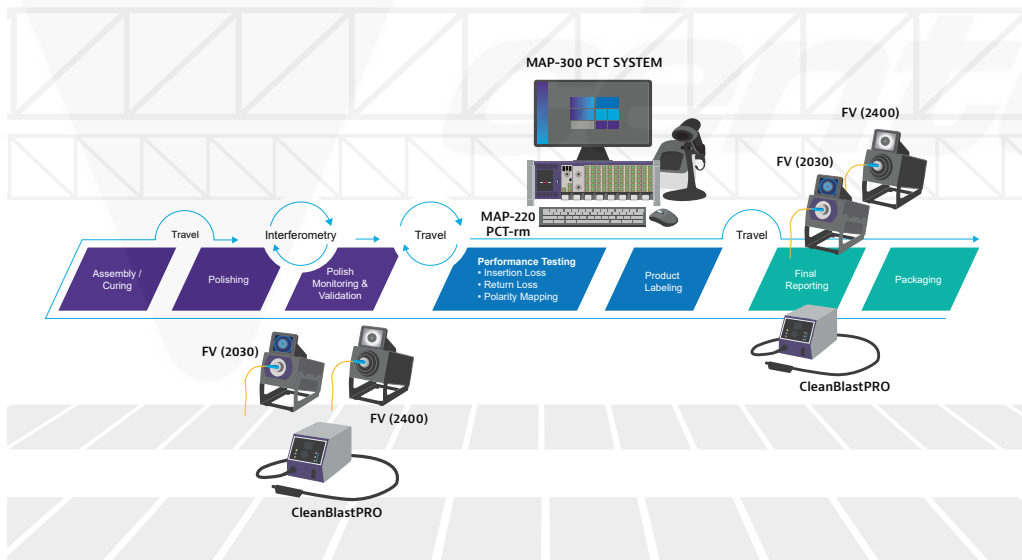 MAP-300 PCT SYSTEM
FV (2400)
FV (2030)
MAP-220
PCT-rm
Travel
Interferometry
Travel
Travel
Assembly /
Curing
Polishing
Polish
Monitoring &
Validation
Performance Testing
• Insertion Loss
• Return Loss
• Polarity Mapping
Product
Labeling
Final
Reporting
Packaging
FV (2030)
FV (2400)
CleanBlastPRO
CleanBlastPRO